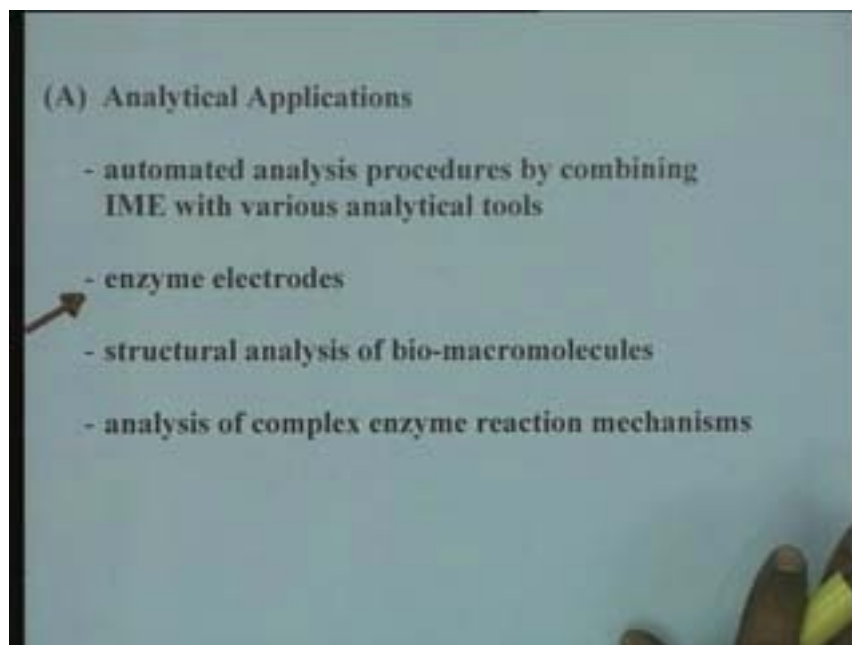 (A) Analytical Applications
- automated analysis procedures by combining
IME with various analytical tools
- enzyme electrodes
- structural analysis of bio-macromolecules
- analysis of complex enzyme reaction mechanisms